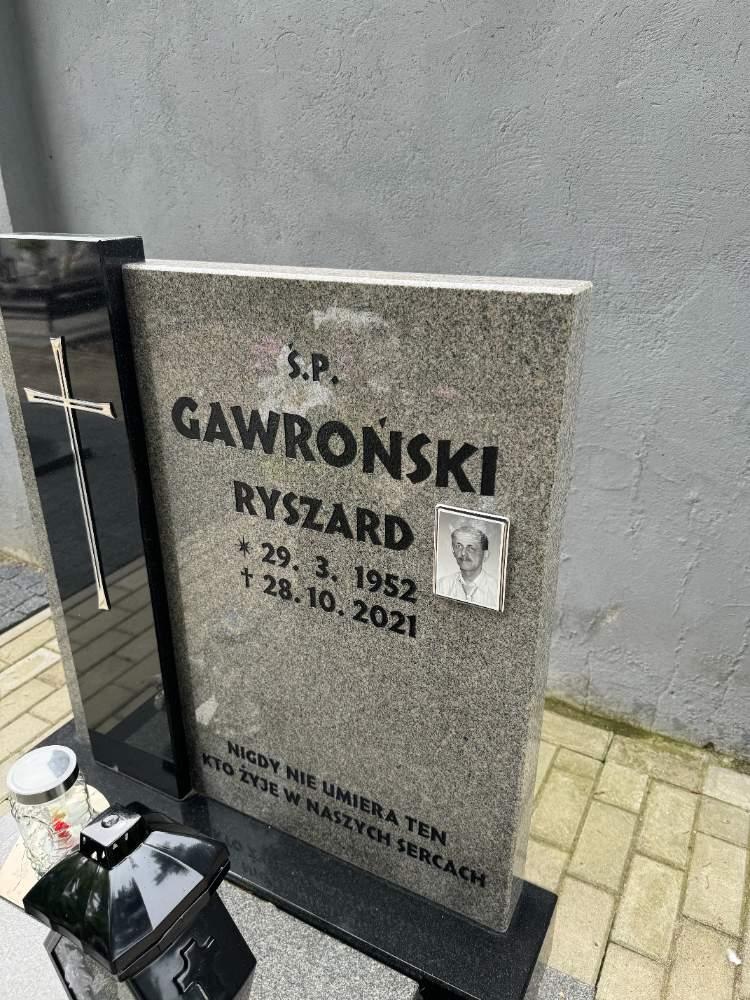 Ś.P.
GAWROŃSKI
RYSZARD
* 29. 3. 1952
† 28.10.2021
NIGDY NIE UMIERA TEN
KTO ŻYJE W NASZYCH SERCACH